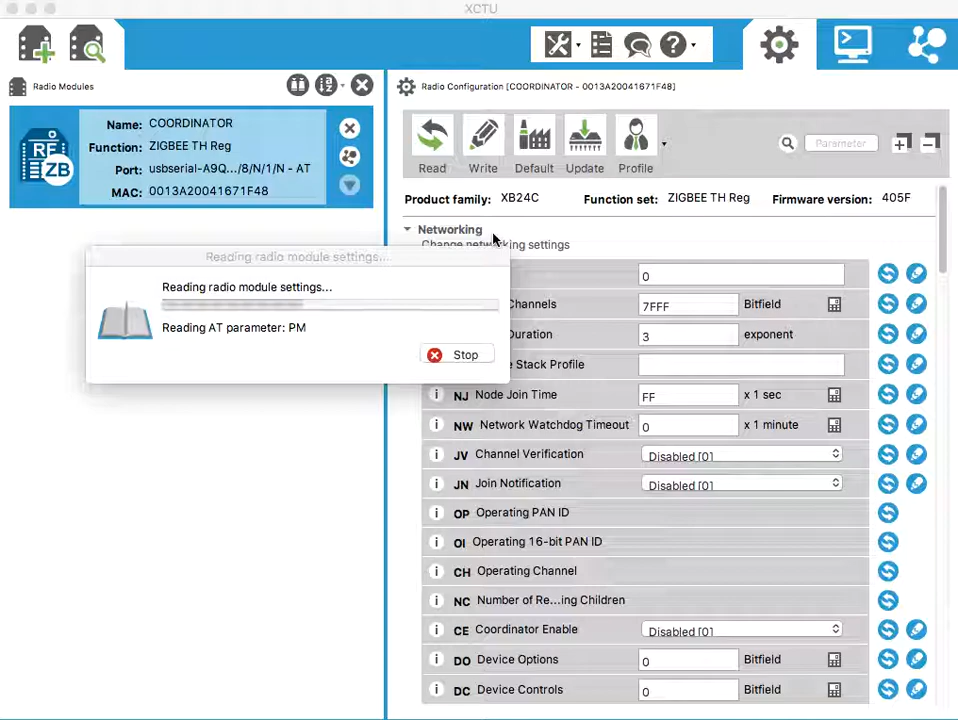 XCTU
Radio Modules
Radio Configuration [COORDINATOR - 0013A20041671F48]
RF
ZB
Name: COORDINATOR
Function: ZIGBEE TH Reg
Port: usbserial-A9Q.../8/N/1/N - AT
MAC: 0013A20041671F48
Read
Write
Default
Update
Profile
Parameter
Product family: XB24C Function set: ZIGBEE TH Reg Firmware version: 405F
Networking
Change networking settings
Reading radio module settings...
Reading radio module settings...
Reading AT parameter: PM
Stop
0
Channels 7FFF Bitfield
Duration 3 exponent
Stack Profile
i NJ Node Join Time FF x 1 sec
i NW Network Watchdog Timeout 0 x 1 minute
i JV Channel Verification Disabled [0]
i JN Join Notification Disabled [0]
i OP Operating PAN ID
i OI Operating 16-bit PAN ID
i CH Operating Channel
i NC Number of Re...ing Children
i CE Coordinator Enable Disabled [0]
i DO Device Options 0 Bitfield
i DC Device Controls 0 Bitfield